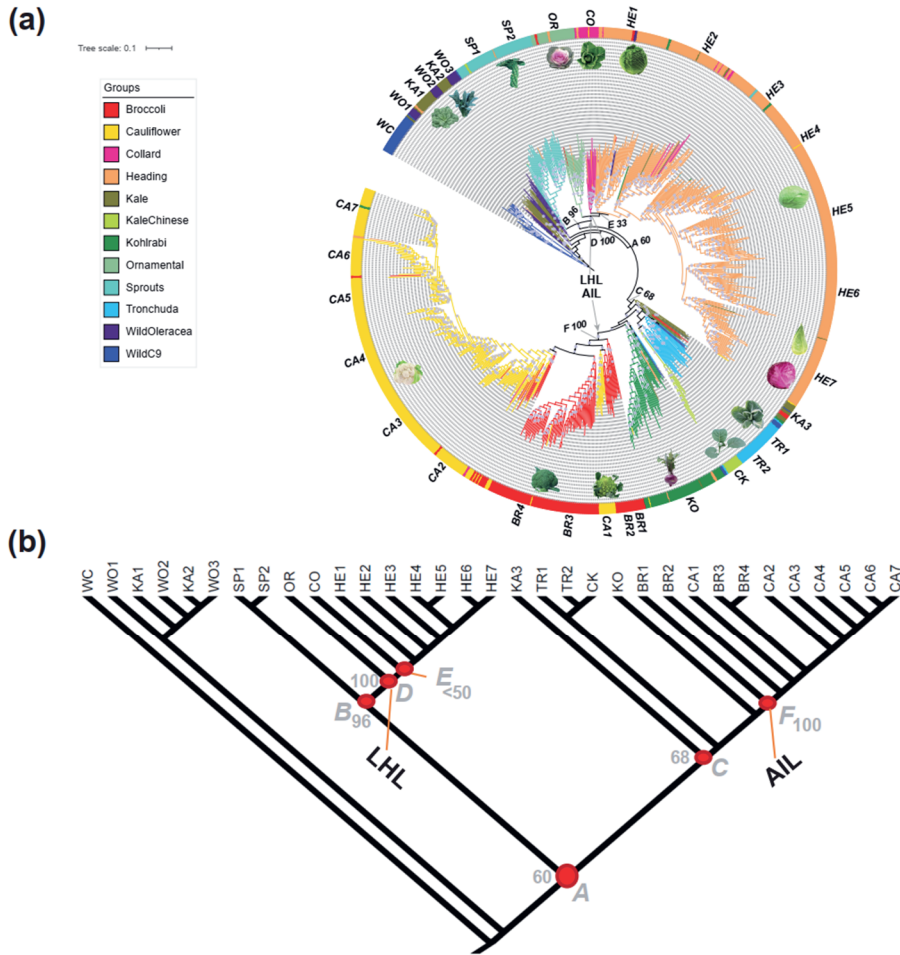 (a)
Tree scale: 0.1
Groups
Broccoli
Cauliflower
Collard
Heading
Kale
KaleChinese
Kohlrabi
Ornamental
Sprouts
Tronchuda
WildOleracea
WildC9
WC
WO1
KA1
WO2
KA2
WO3
SP1
SP2
OR
CO
HE1
HE2
HE3
HE4
HE5
HE6
HE7
KA3
TR1
TR2
CK
KO
BR1
BR2
CA1
BR3
BR4
CA2
CA3
CA4
CA5
CA6
CA7
B 96
E 33
D 100
A 60
LHL
AIL
C 68
F 100
(b)
WC WO1 KA1 WO2 KA2 WO3 SP1 SP2 OR CO HE1 HE2 HE3 HE4 HE5 HE6 HE7 KA3 TR1 TR2 CK KO BR1 BR2 CA1 BR3 BR4 CA2 CA3 CA4 CA5 CA6 CA7
100 D E <50
B 96
F 100
LHL
68 C
AIL
60 A